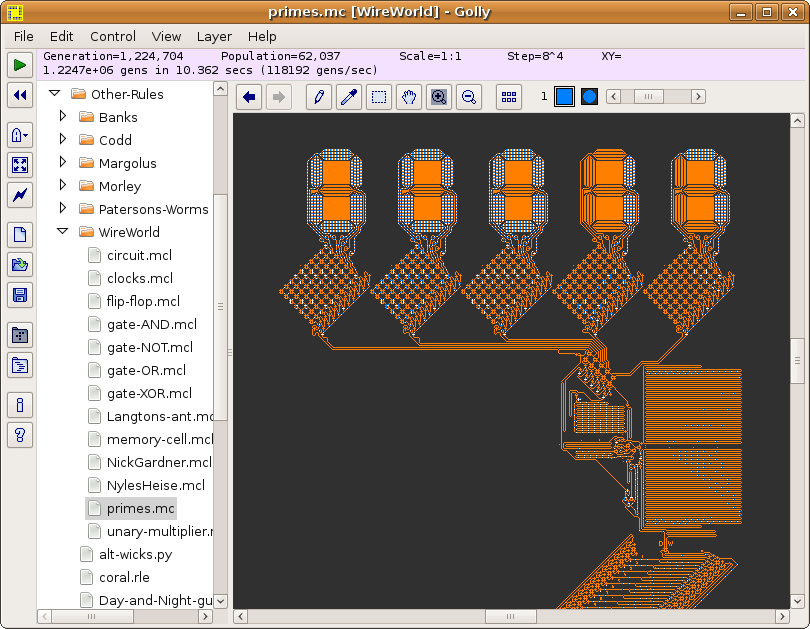 primes.mc [WireWorld] - Golly
File Edit Control View Layer Help
Generation=1,224,704 Population=62,037 Scale=1:1 Step=8^4 XY=
1.2247e+06 gens in 10.362 secs (118192 gens/sec)
1
Other-Rules
Banks
Codd
Margolus
Morley
Patersons-Worms
WireWorld
circuit.mcl
clocks.mcl
flip-flop.mcl
gate-AND.mcl
gate-NOT.mcl
gate-OR.mcl
gate-XOR.mcl
Langtons-ant.mc
memory-cell.mcl
NickGardner.mcl
NylesHeise.mcl
primes.mc
unary-multiplier.
alt-wicks.py
coral.rle
Day-and-Night-gu